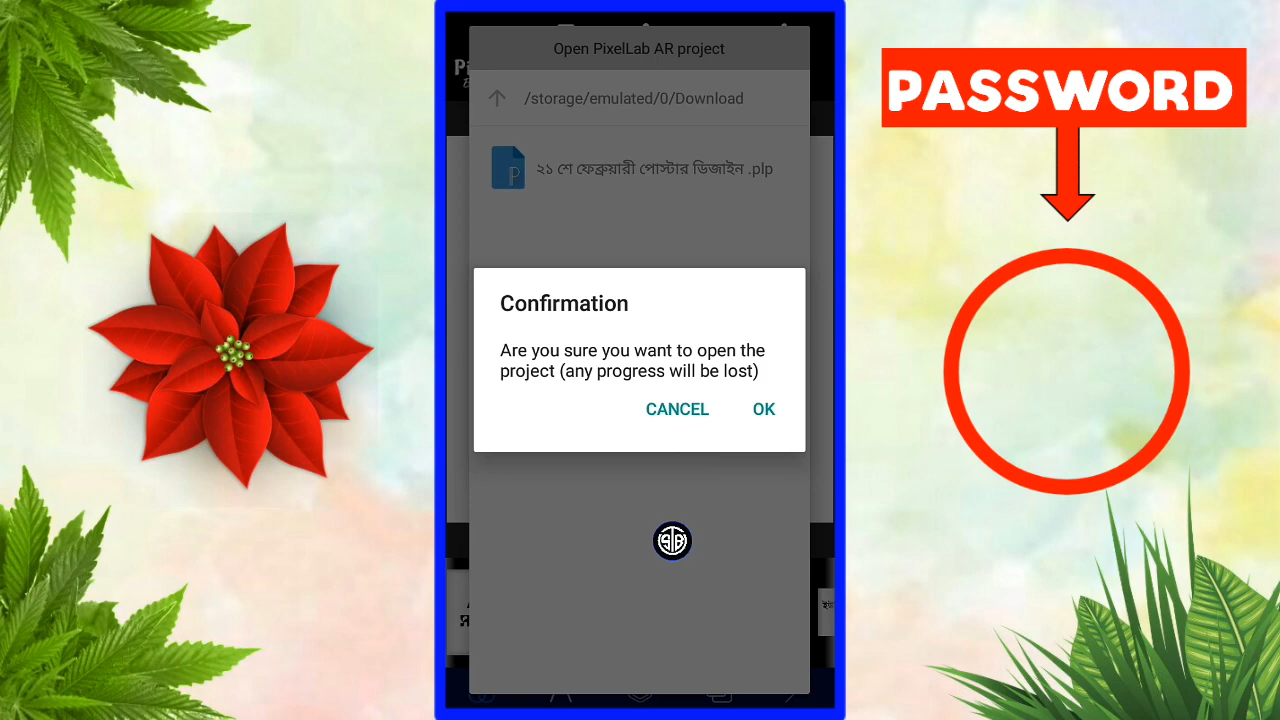 Open PixelLab AR project
/storage/emulated/0/Download
২১ শে ফেব্রুয়ারী পোস্টার ডিজাইন .plp
Confirmation
Are you sure you want to open the
project (any progress will be lost)
CANCEL OK
PASSWORD